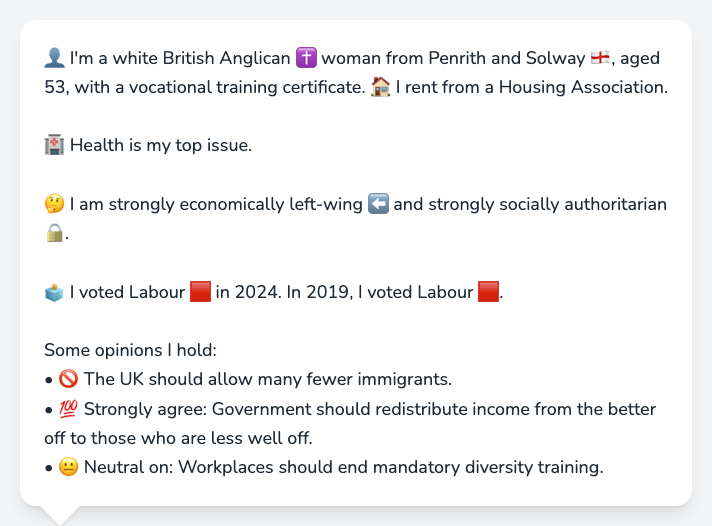 👤 I'm a white British Anglican ✝️ woman from Penrith and Solway 🏴󠁧󠁢󠁥󠁮󠁧󠁿, aged
53, with a vocational training certificate. 🏠 I rent from a Housing Association.
🏥 Health is my top issue.
🤔 I am strongly economically left-wing ⬅️ and strongly socially authoritarian
🔒.
🗳️ I voted Labour 🟥 in 2024. In 2019, I voted Labour 🟥.
Some opinions I hold:
• 🚫 The UK should allow many fewer immigrants.
• 💯 Strongly agree: Government should redistribute income from the better
off to those who are less well off.
• 😐 Neutral on: Workplaces should end mandatory diversity training.